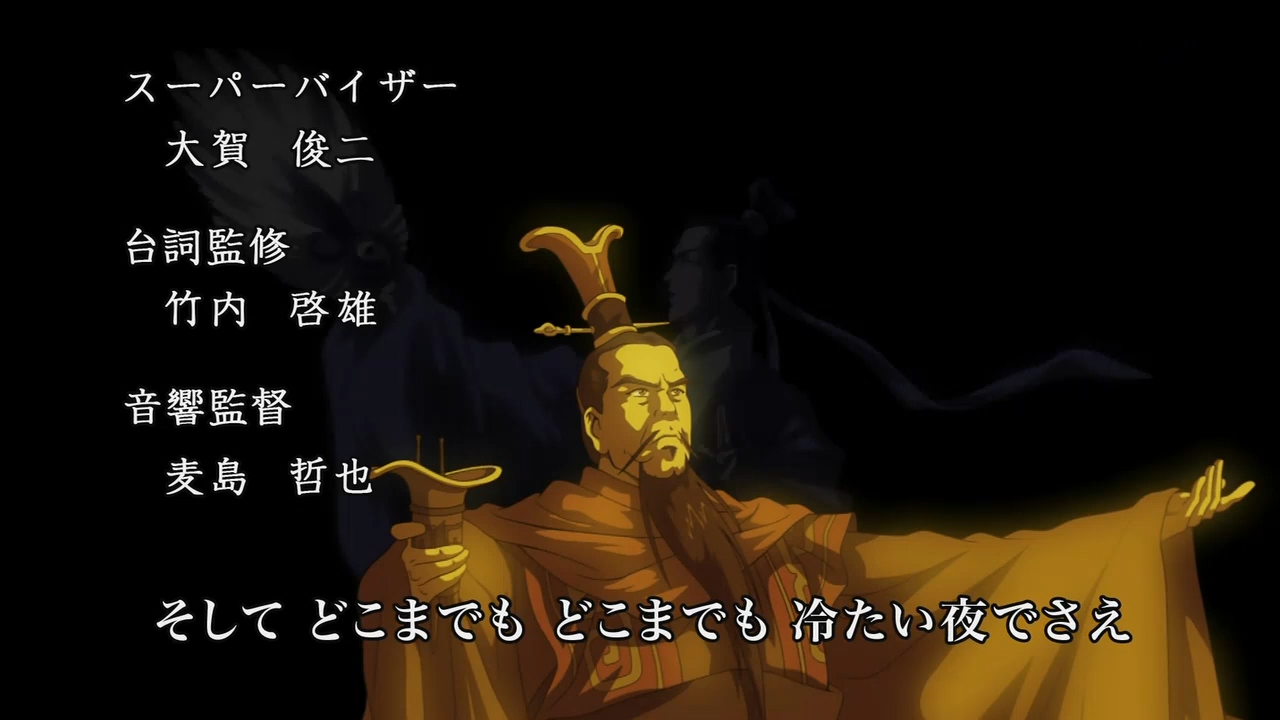 スーパーバイザー
大賀　俊二
台詞監修
竹内　啓雄
音響監督
麦島　哲也
そして どこまでも どこまでも 冷たい夜でさえ